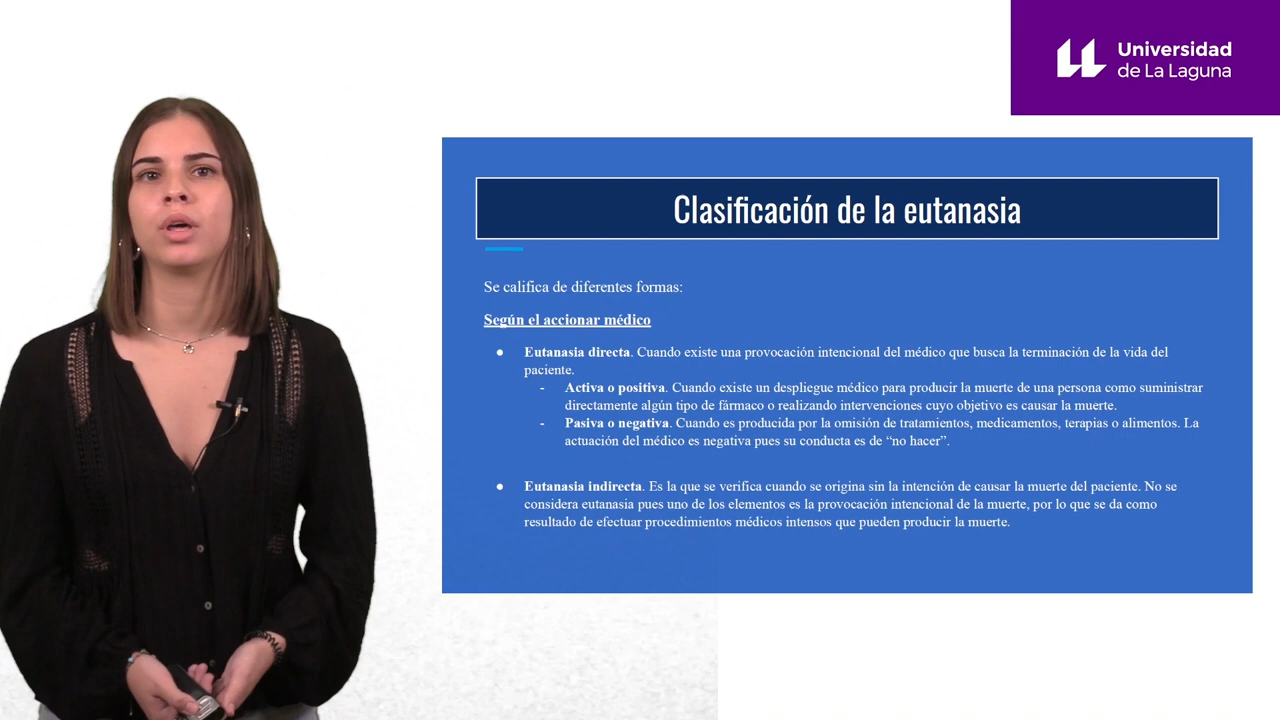 Universidad
de La Laguna
Clasificación de la eutanasia
Se califica de diferentes formas:
Según el accionar médico
● Eutanasia directa. Cuando existe una provocación intencional del médico que busca la terminación de la vida del
paciente.
- Activa o positiva. Cuando existe un despliegue médico para producir la muerte de una persona como suministrar
directamente algún tipo de fármaco o realizando intervenciones cuyo objetivo es causar la muerte.
- Pasiva o negativa. Cuando es producida por la omisión de tratamientos, medicamentos, terapias o alimentos. La
actuación del médico es negativa pues su conducta es de “no hacer”.
● Eutanasia indirecta. Es la que se verifica cuando se origina sin la intención de causar la muerte del paciente. No se
considera eutanasia pues uno de los elementos es la provocación intencional de la muerte, por lo que se da como
resultado de efectuar procedimientos médicos intensos que pueden producir la muerte.